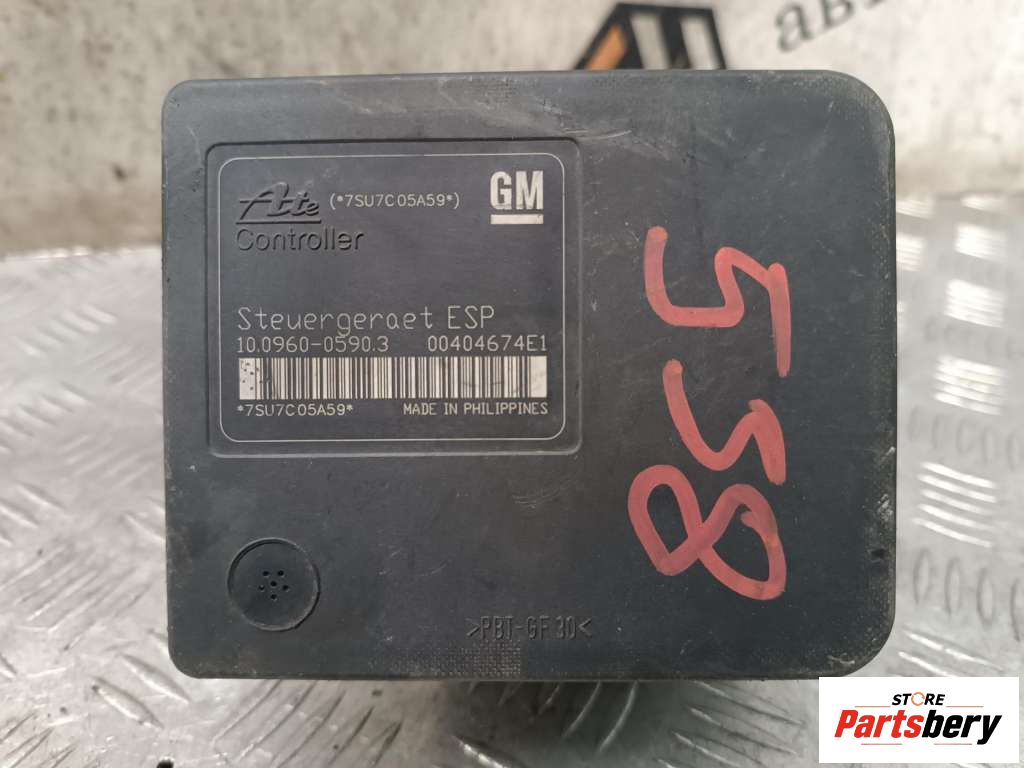 ав
Ate (*7SU7C05A59*)
GM
Controller
Steuergeraet ESP
10.0960-0590.3 00404674E1
*7SU7C05A59* MADE IN PHILIPPINES
558
>PBT-GF30<
STORE
Partsbery